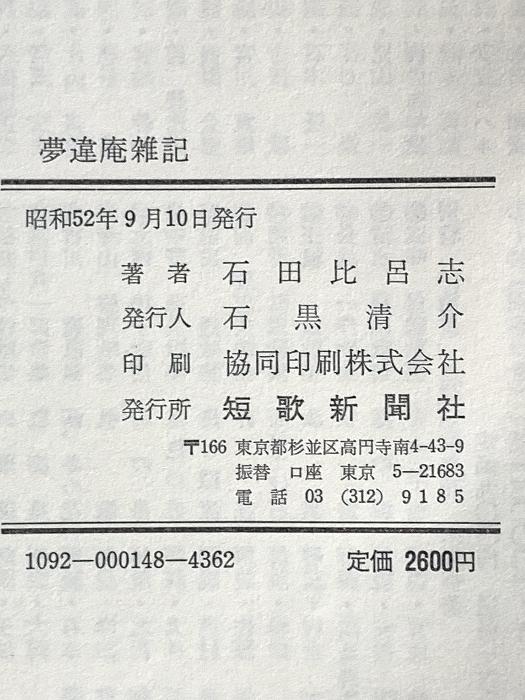 夢違庵雑記
昭和52年9月10日発行
著者 石田比呂志
発行人 石黒清介
印刷 協同印刷株式会社
発行所 短歌新聞社
〒166 東京都杉並区高円寺南4-43-9
振替 口座 東京 5—21683
電話 03 (312) 9185
1092—000148—4362 定価 2600円